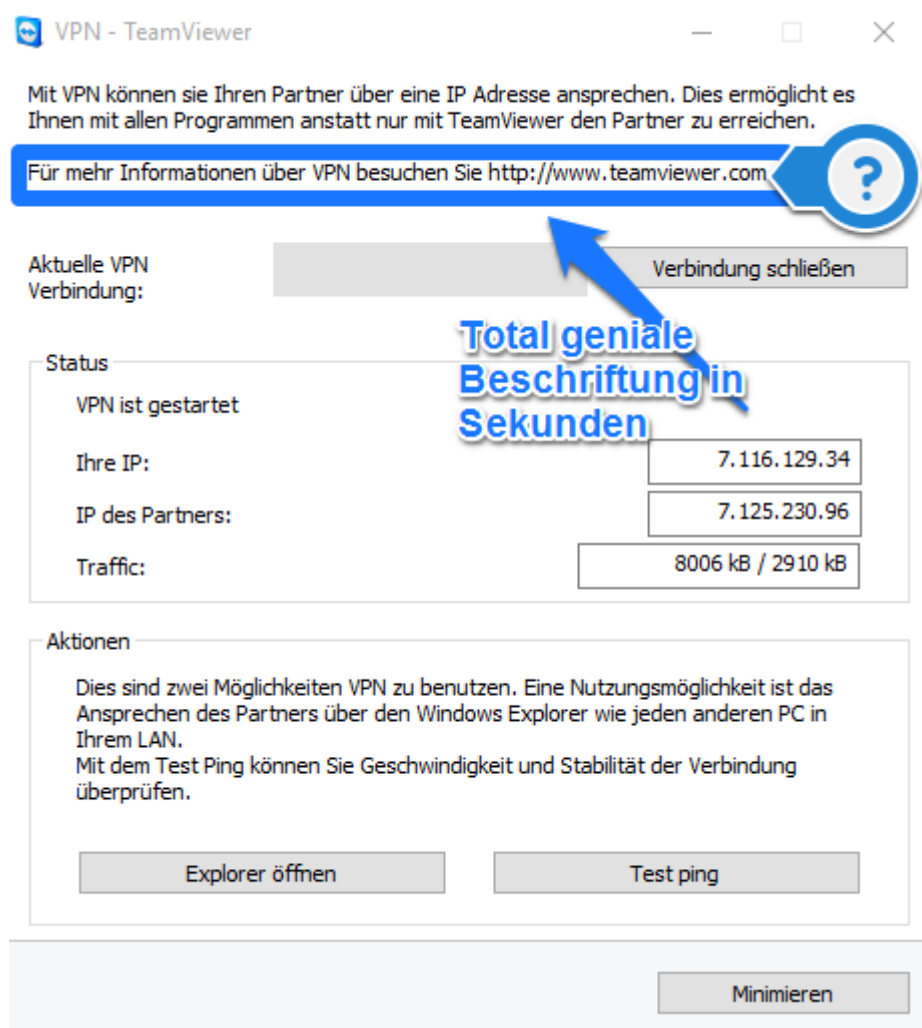 VPN - TeamViewer
Mit VPN können sie Ihren Partner über eine IP Adresse ansprechen. Dies ermöglicht es
Ihnen mit allen Programmen anstatt nur mit TeamViewer den Partner zu erreichen.
Für mehr Informationen über VPN besuchen Sie http://www.teamviewer.com
?
Aktuelle VPN
Verbindung:
Verbindung schließen
Total geniale
Beschriftung in
Sekunden
Status
VPN ist gestartet
Ihre IP:
7.116.129.34
IP des Partners:
7.125.230.96
Traffic:
8006 kB / 2910 kB
Aktionen
Dies sind zwei Möglichkeiten VPN zu benutzen. Eine Nutzungsmöglichkeit ist das
Ansprechen des Partners über den Windows Explorer wie jeden anderen PC in
Ihrem LAN.
Mit dem Test Ping können Sie Geschwindigkeit und Stabilität der Verbindung
überprüfen.
Explorer öffnen
Test ping
Minimieren